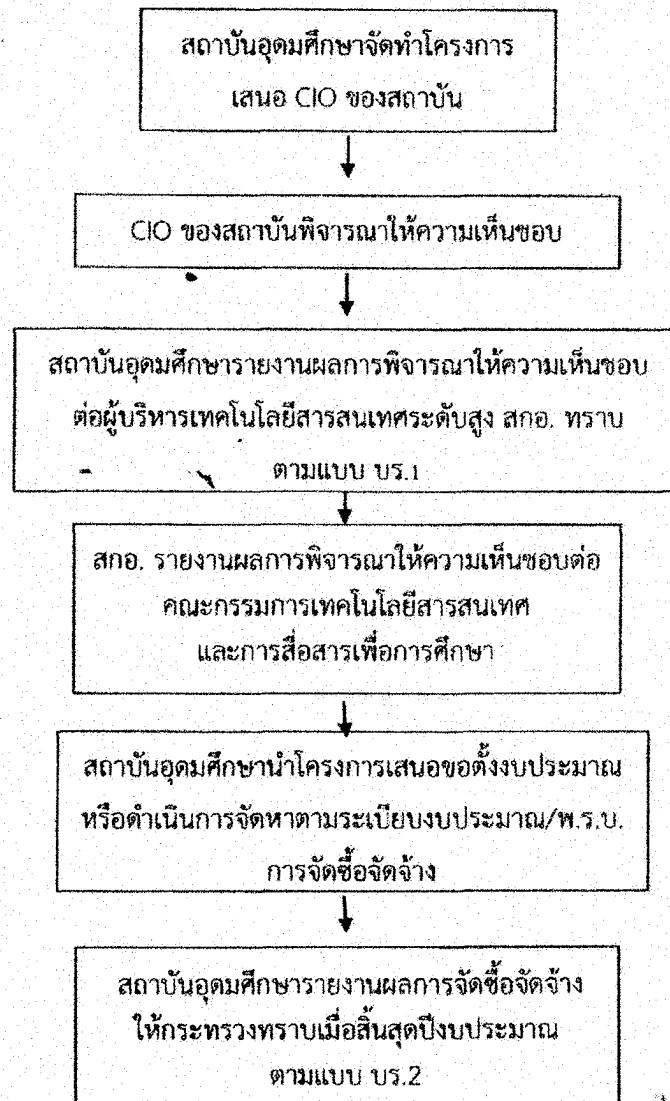 สถาบันอุดมศึกษาจัดทำโครงการ
เสนอ CIO ของสถาบัน
CIO ของสถาบันพิจารณาให้ความเห็นชอบ
สถาบันอุดมศึกษารายงานผลการพิจารณาให้ความเห็นชอบ
ต่อผู้บริหารเทคโนโลยีสารสนเทศระดับสูง สกอ. ทราบ
ตามแบบ บร.1
สกอ. รายงานผลการพิจารณาให้ความเห็นชอบต่อ
คณะกรรมการเทคโนโลยีสารสนเทศ
และการสื่อสารเพื่อการศึกษา
สถาบันอุดมศึกษานำโครงการเสนอขอตั้งงบประมาณ
หรือดำเนินการจัดหาตามระเบียบงบประมาณ/พ.ร.บ.
การจัดซื้อจัดจ้าง
สถาบันอุดมศึกษารายงานผลการจัดซื้อจัดจ้าง
ให้กระทรวงทราบเมื่อสิ้นสุดปีงบประมาณ
ตามแบบ บร.2